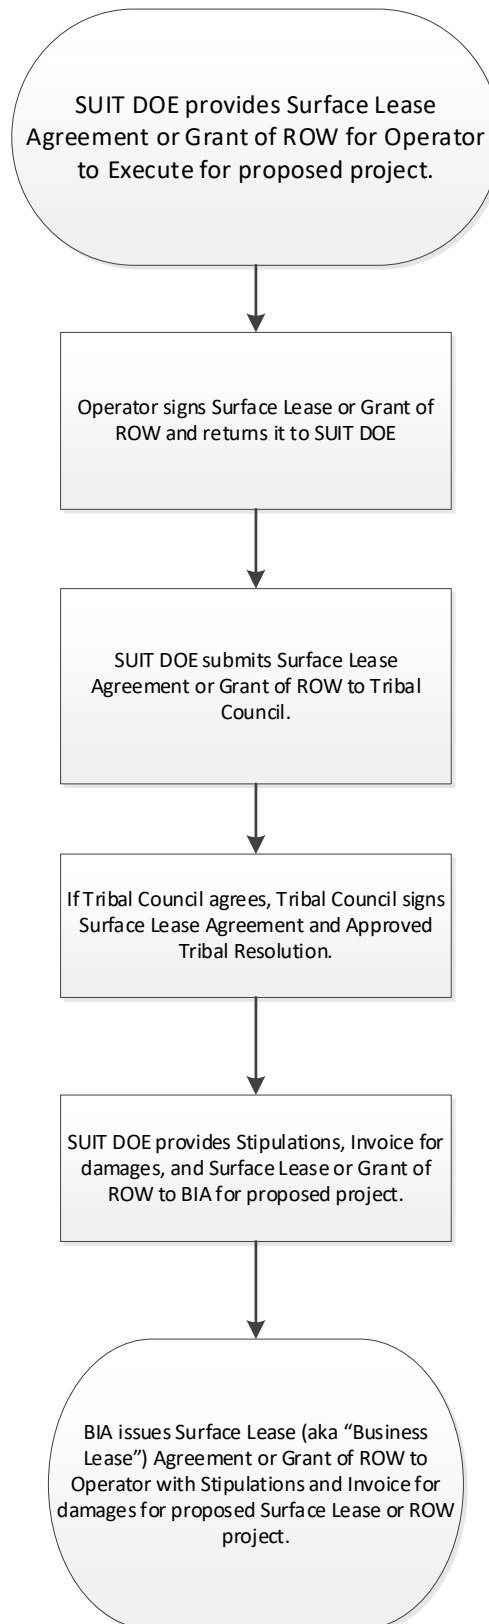 SUIT DOE provides Surface Lease
Agreement or Grant of ROW for Operator
to Execute for proposed project.
Operator signs Surface Lease or Grant of
ROW and returns it to SUIT DOE
SUIT DOE submits Surface Lease
Agreement or Grant of ROW to Tribal
Council.
If Tribal Council agrees, Tribal Council signs
Surface Lease Agreement and Approved
Tribal Resolution.
SUIT DOE provides Stipulations, Invoice for
damages, and Surface Lease or Grant of
ROW to BIA for proposed project.
BIA issues Surface Lease (aka “Business
Lease”) Agreement or Grant of ROW to
Operator with Stipulations and Invoice for
damages for proposed Surface Lease or ROW
project.